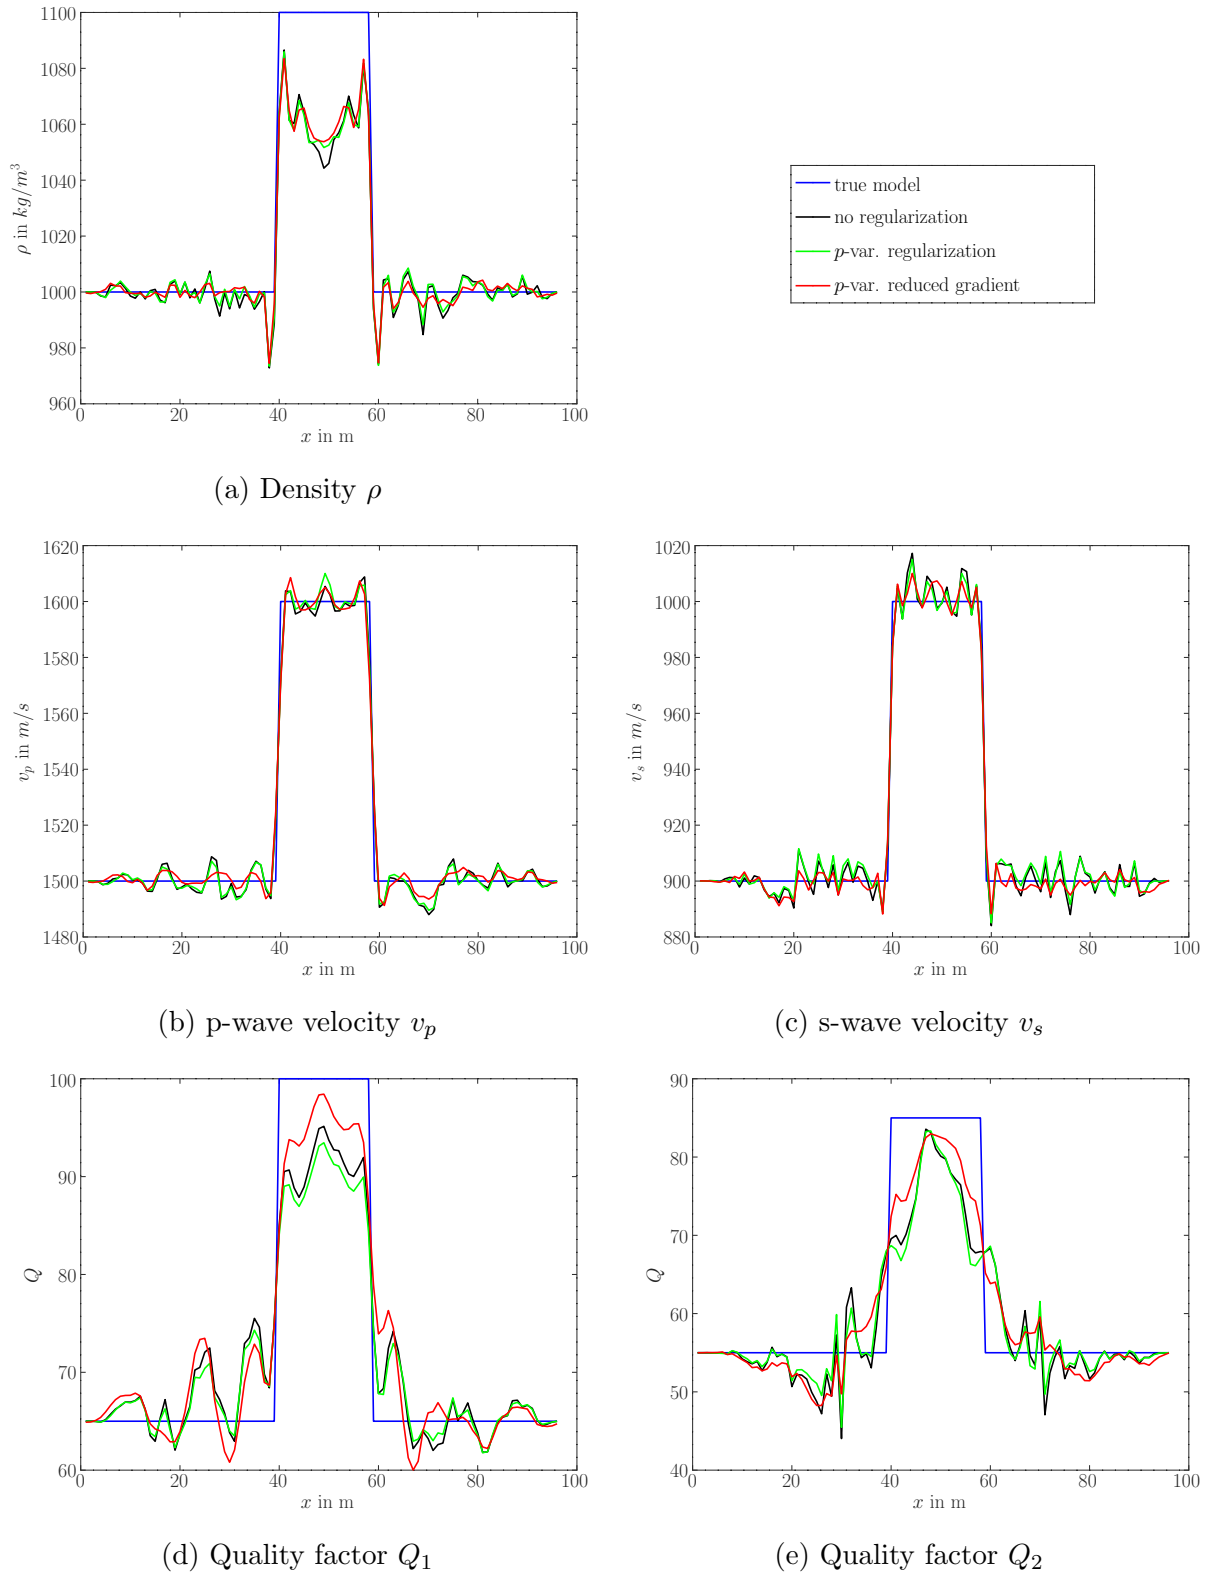 1100
1080
1060
1040
1020
1000
980
960
ρ in kg/m³
0 20 40 60 80 100
x in m
true model
no regularization
p-var. regularization
p-var. reduced gradient
(a) Density ρ
1620
1600
1580
1560
1540
1520
1500
1480
v_p in m/s
0 20 40 60 80 100
x in m
(b) p-wave velocity v_p
1020
1000
980
960
940
920
900
880
v_s in m/s
0 20 40 60 80 100
x in m
(c) s-wave velocity v_s
100
90
80
70
60
Q
0 20 40 60 80 100
x in m
(d) Quality factor Q₁
90
80
70
60
50
40
Q
0 20 40 60 80 100
x in m
(e) Quality factor Q₂